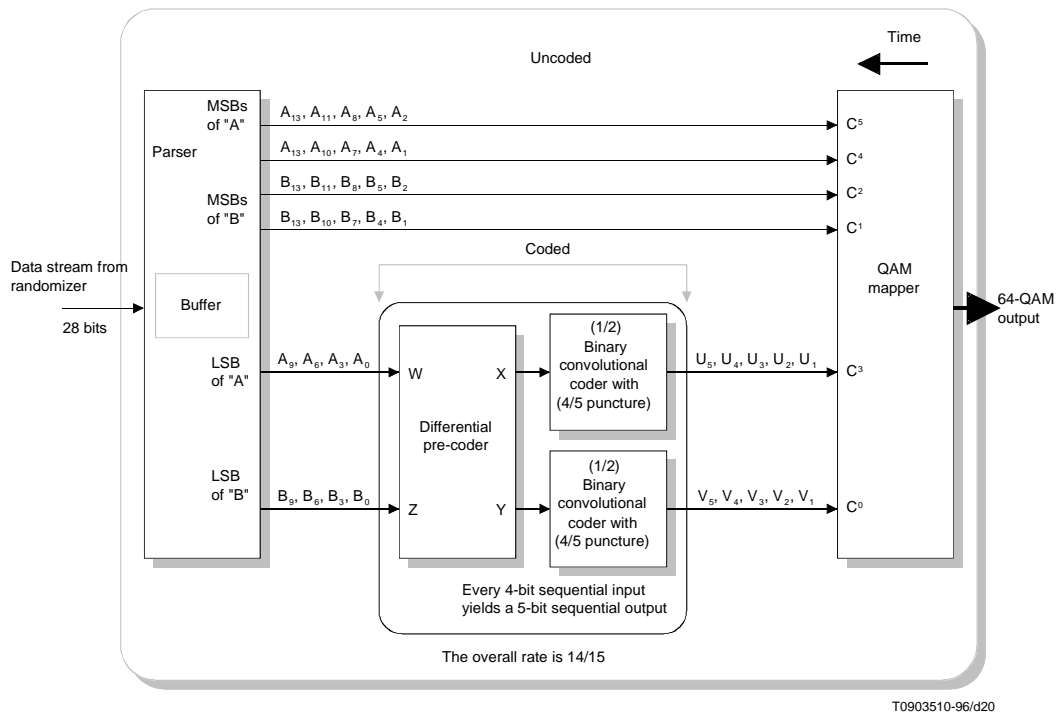 Time
Uncoded
MSBs
of "A"
A₁₃, A₁₁, A₈, A₅, A₂
C⁵
Parser
A₁₃, A₁₀, A₇, A₄, A₁
C⁴
MSBs
of "B"
B₁₃, B₁₁, B₈, B₅, B₂
C²
B₁₃, B₁₀, B₇, B₄, B₁
C¹
Coded
Data stream from
randomizer
28 bits
Buffer
QAM
mapper
64-QAM
output
LSB
of "A"
A₉, A₆, A₃, A₀
W
X
(1/2)
Binary
convolutional
coder with
(4/5 puncture)
U₅, U₄, U₃, U₂, U₁
C³
Differential
pre-coder
LSB
of "B"
B₉, B₆, B₃, B₀
Z
Y
(1/2)
Binary
convolutional
coder with
(4/5 puncture)
V₅, V₄, V₃, V₂, V₁
C⁰
Every 4-bit sequential input
yields a 5-bit sequential output
The overall rate is 14/15
T0903510-96/d20